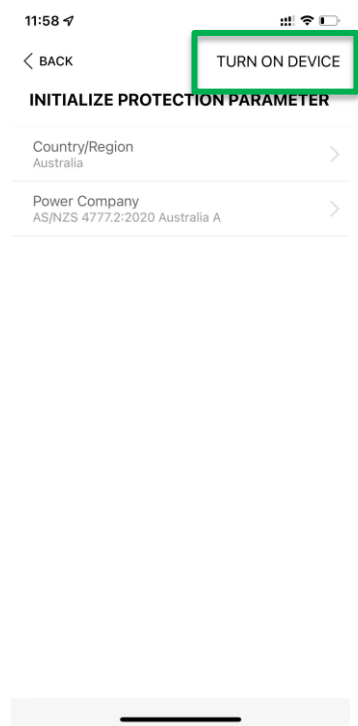 11:58
BACK
TURN ON DEVICE
INITIALIZE PROTECTION PARAMETER
Country/Region
Australia
Power Company
AS/NZS 4777.2:2020 Australia A